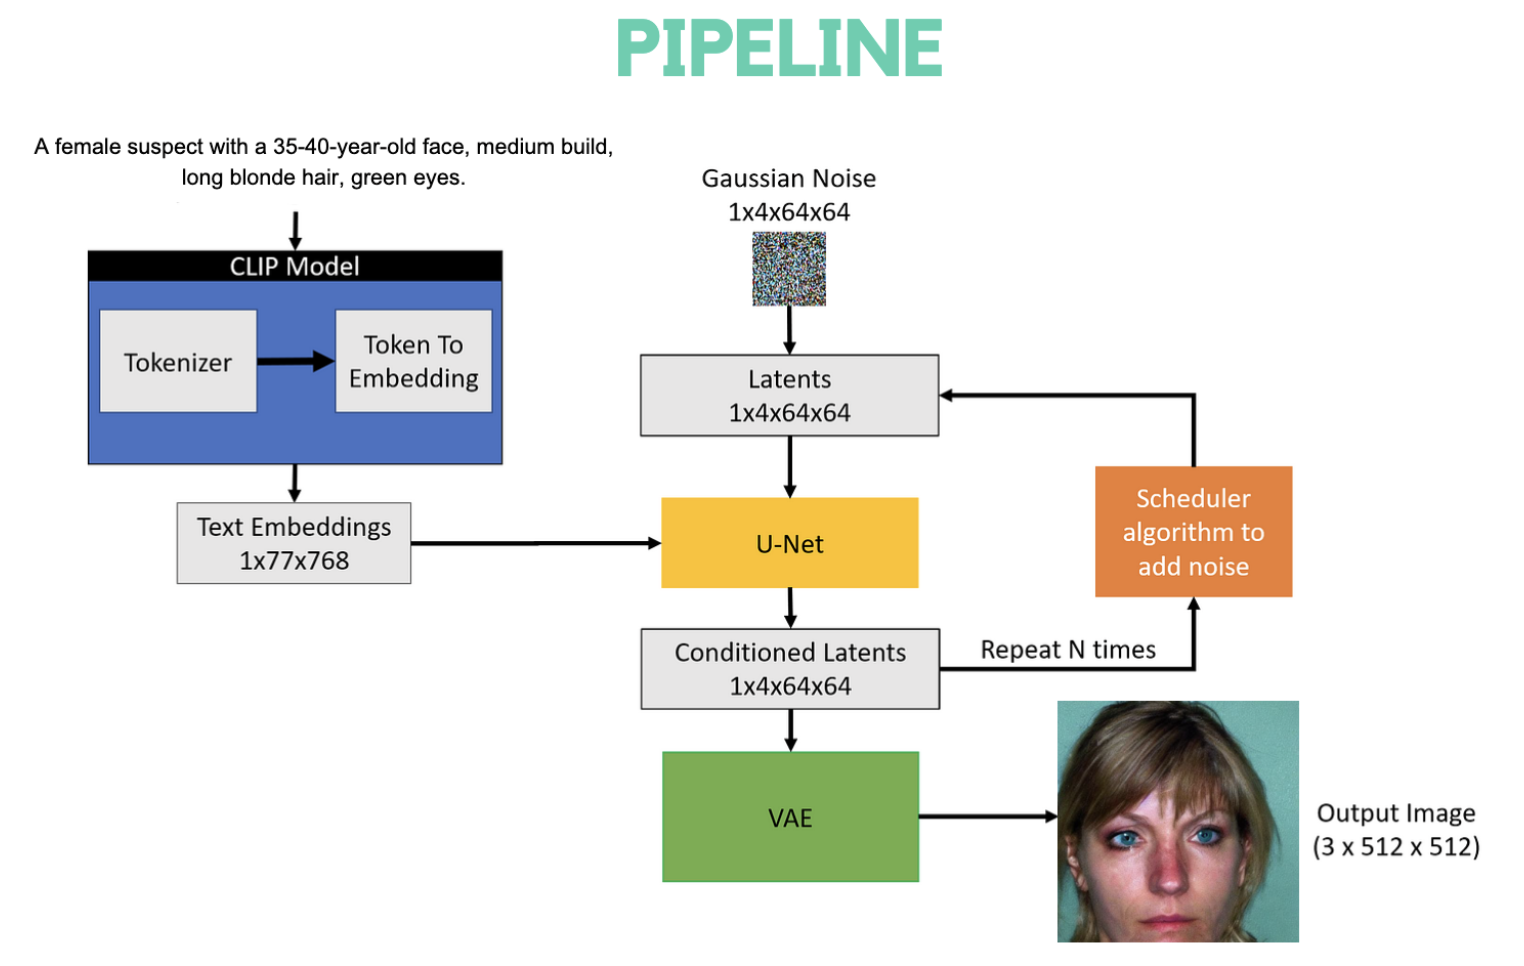 PIPELINE
A female suspect with a 35-40-year-old face, medium build,
long blonde hair, green eyes.
Gaussian Noise
1x4x64x64
CLIP Model
Tokenizer
Token To
Embedding
Latents
1x4x64x64
Text Embeddings
1x77x768
U-Net
Scheduler
algorithm to
add noise
Conditioned Latents
1x4x64x64
Repeat N times
VAE
Output Image
(3 x 512 x 512)